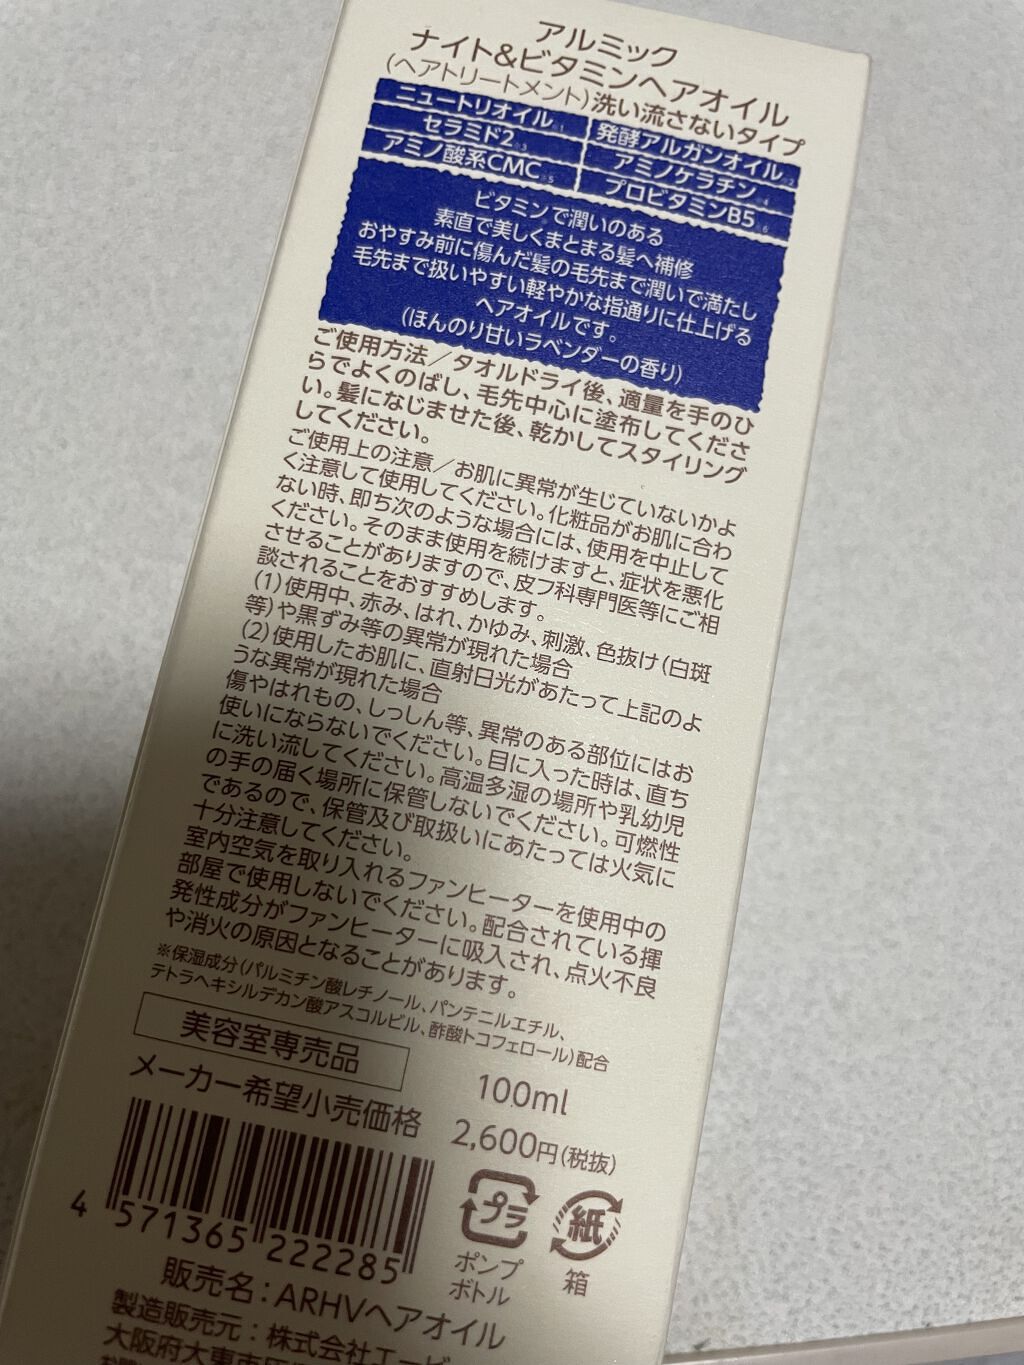 アルミック
ナイト&ビタミンヘアオイル
(ヘアトリートメント)洗い流さないタイプ
ニュートリオイル※1 発酵アルガンオイル※2
セラミド2※3 アミノケラチン※4
アミノ酸系CMC※5 プロビタミンB5※6
ビタミンで潤いのある
素直で美しくまとまる髪へ補修
おやすみ前に傷んだ髪の毛先まで潤いで満たし
毛先まで扱いやすい軽やかな指通りに仕上げる
ヘアオイルです。
(ほんのり甘いラベンダーの香り)
ご使用方法/タオルドライ後、適量を手のひ
らでよくのばし、毛先中心に塗布してくださ
い。髪になじませた後、乾かしてスタイリング
してください。
ご使用上の注意/お肌に異常が生じていないかよ
く注意して使用してください。化粧品がお肌に合わ
ない時、即ち次のような場合には、使用を中止して
ください。そのまま使用を続けますと、症状を悪化
させることがありますので、皮フ科専門医等にご相
談されることをおすすめします。
(1)使用中、赤み、はれ、かゆみ、刺激、色抜け(白斑
等)や黒ずみ等の異常が現れた場合
(2)使用したお肌に、直射日光があたって上記のよ
うな異常が現れた場合
傷やはれもの、しっしん等、異常のある部位にはお
使いにならないでください。目に入った時は、直ち
に洗い流してください。高温多湿の場所や乳幼児
の手の届く場所に保管しないでください。可燃性
であるので、保管及び取扱いにあたっては火気に
十分注意してください。
室内空気を取り入れるファンヒーターを使用中の
部屋で使用しないでください。配合されている揮
発性成分がファンヒーターに吸入され、点火不良
や消火の原因となることがあります。
※保湿成分(パルミチン酸レチノール、パンテニルエチル、
テトラヘキシルデカン酸アスコルビル、酢酸トコフェロール)配合
美容室専売品
100ml
メーカー希望小売価格 2,600円(税抜)
4 571365 222285
プラ
ポンプ
ボトル
紙
箱
販売名：ARHVヘアオイル
製造販売元：株式会社エービ
大阪府大東市